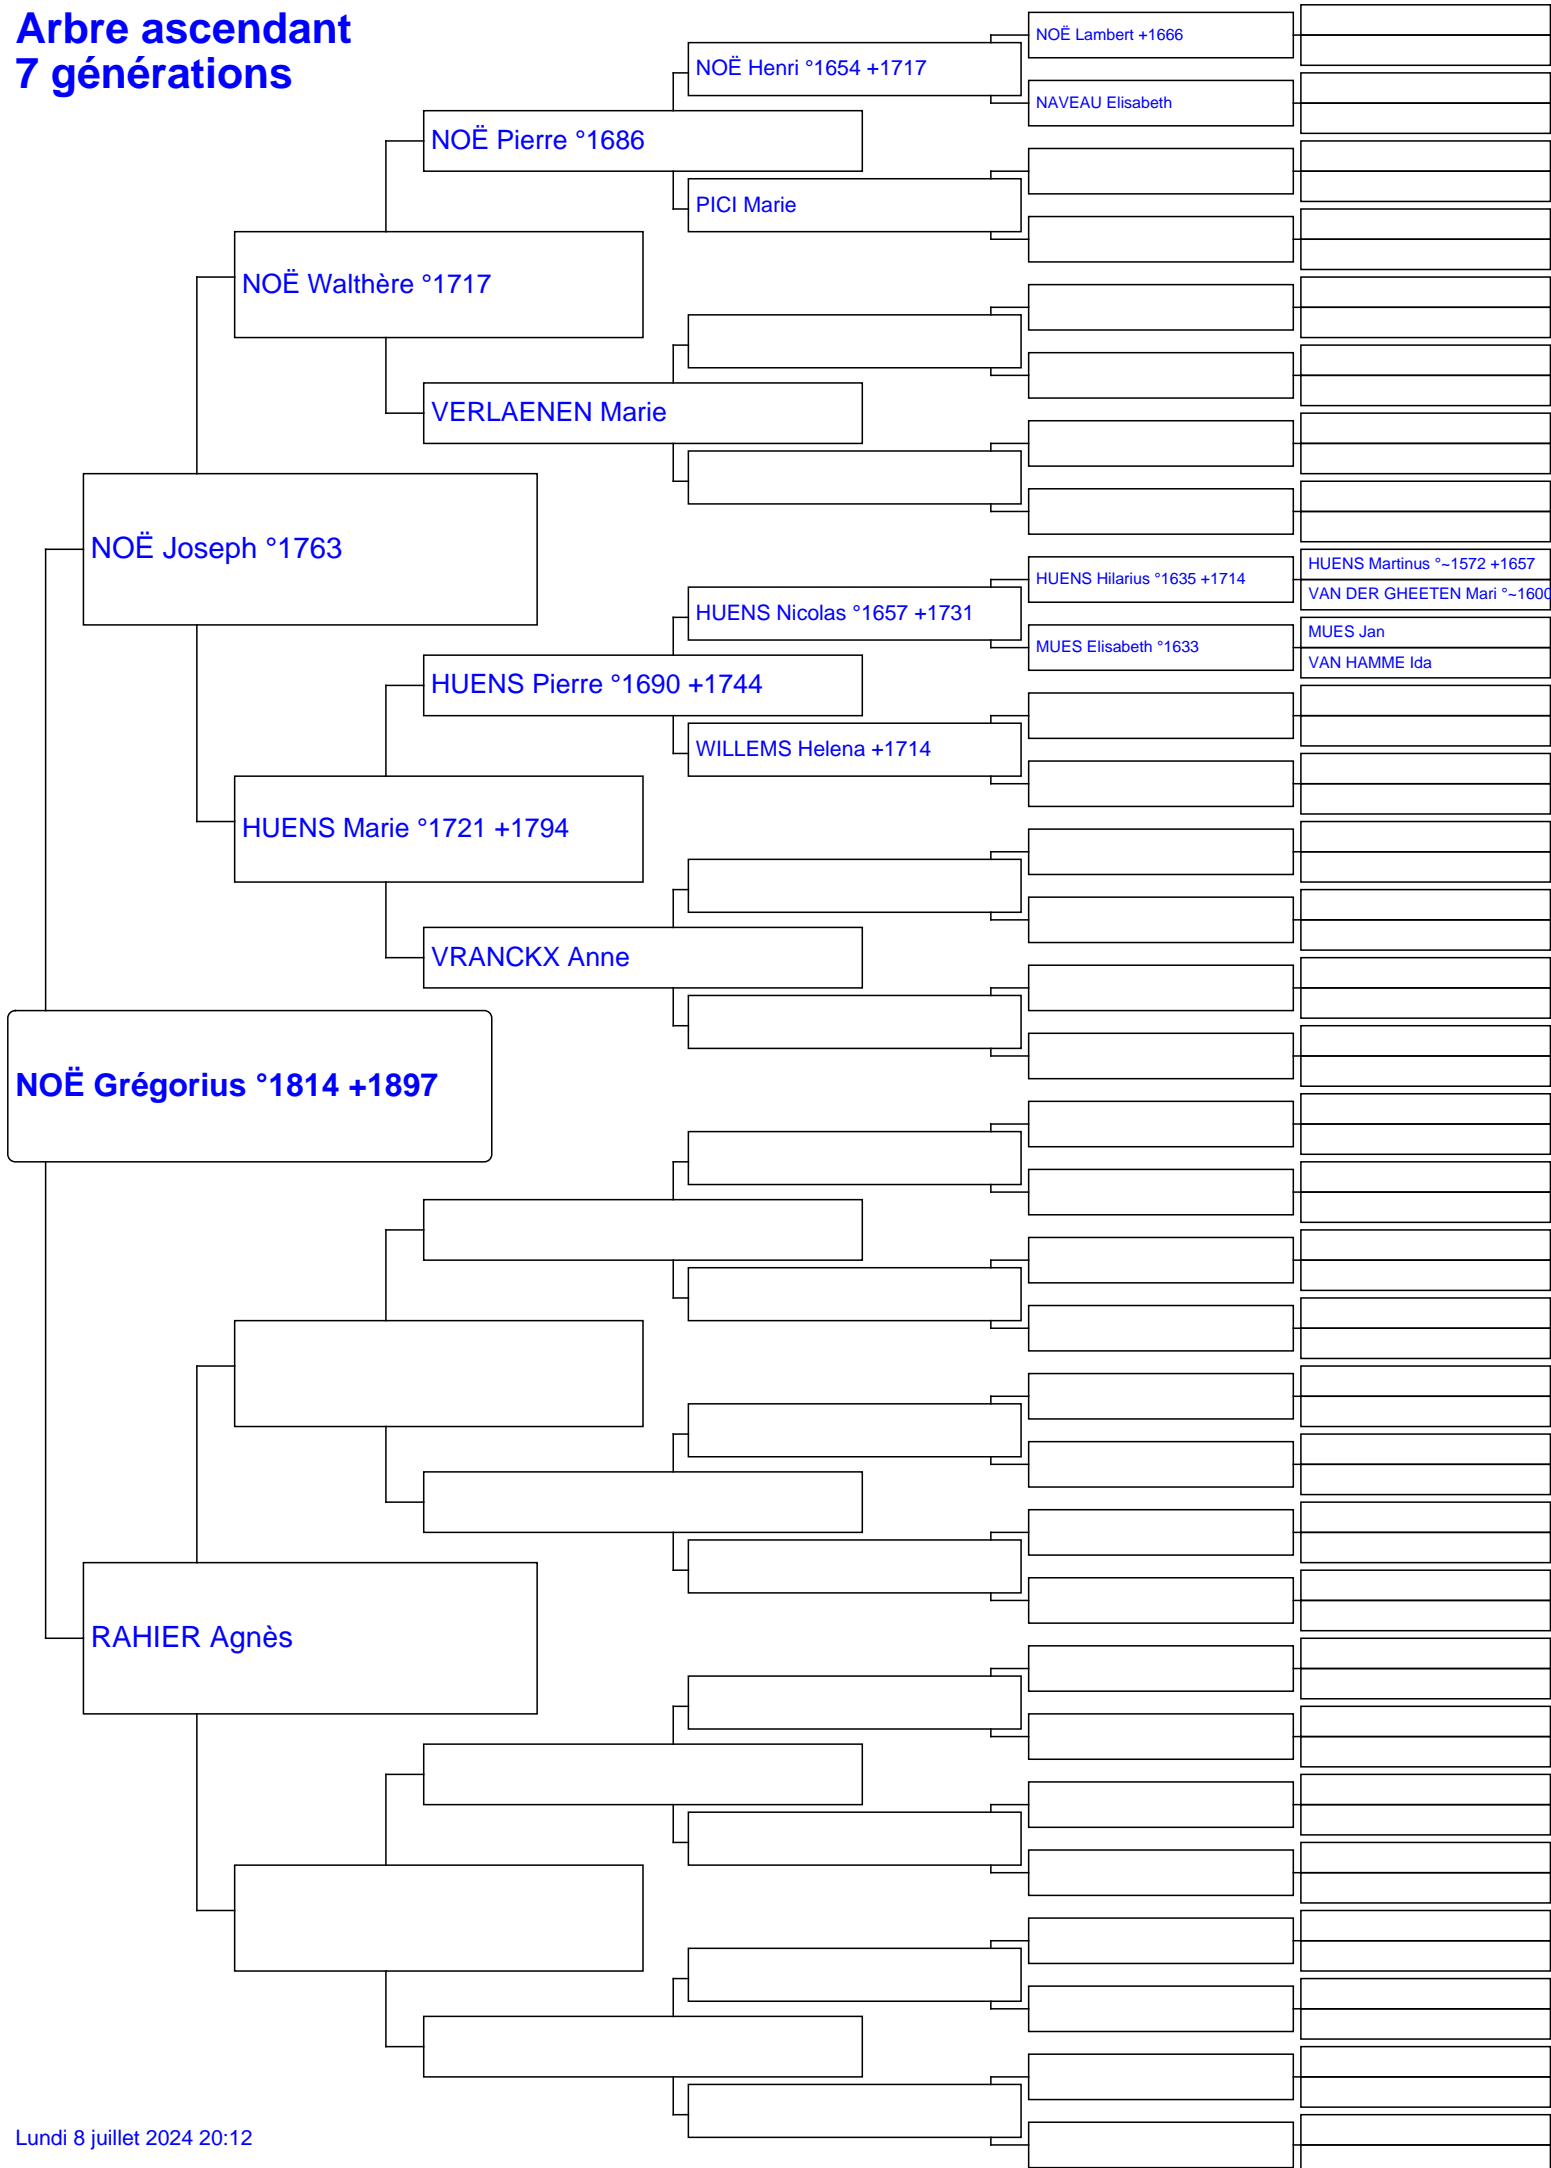 Arbre ascendant
7 générations
NOË Lambert +1666
NOË Henri °1654 +1717
NAVEAU Elisabeth
NOË Pierre °1686
PICI Marie
NOË Walthère °1717
VERLAENEN Marie
NOË Joseph °1763
HUENS Martinus °~1572 +1657
HUENS Hilarius °1635 +1714
VAN DER GHEETEN Mari °~1600
HUENS Nicolas °1657 +1731
MUES Jan
MUES Elisabeth °1633
VAN HAMME Ida
HUENS Pierre °1690 +1744
WILLEMS Helena +1714
HUENS Marie °1721 +1794
VRANCKX Anne
NOË Grégorius °1814 +1897
RAHIER Agnès
Lundi 8 juillet 2024 20:12